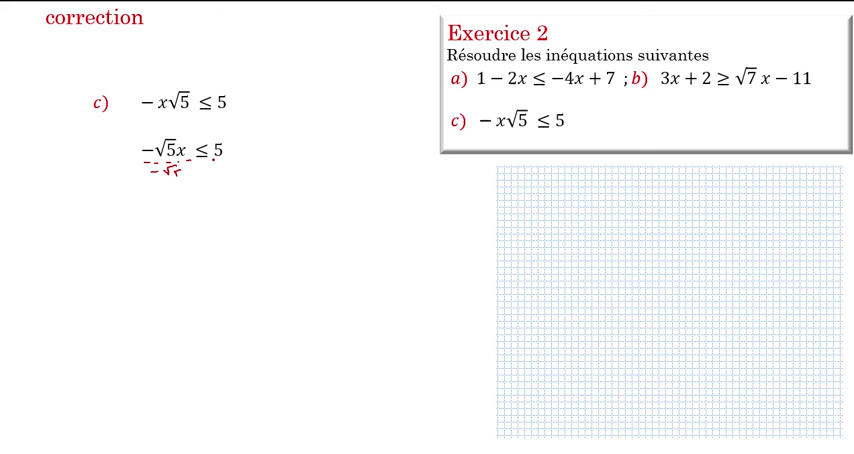 correction
c) − x√5 ≤ 5
−√5x ≤ 5
− √5
Exercice 2
Résoudre les inéquations suivantes
a) 1 − 2x ≤ −4x + 7 ; b) 3x + 2 ≥ √7 x − 11
c) − x√5 ≤ 5